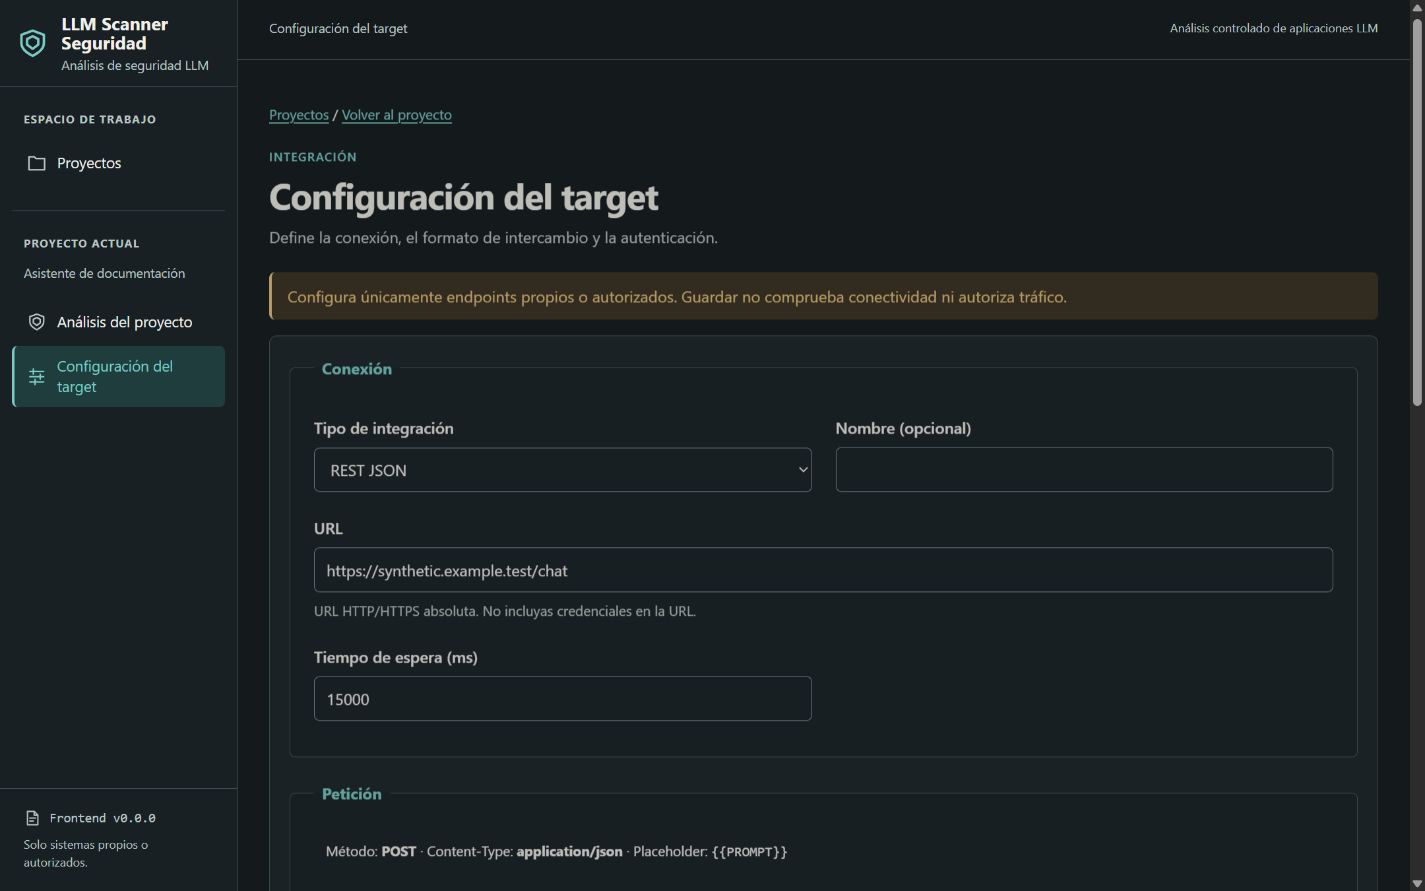 LLM Scanner
Seguridad
Análisis de seguridad LLM
ESPACIO DE TRABAJO
Proyectos
PROYECTO ACTUAL
Asistente de documentación
Análisis del proyecto
Configuración del
target
Frontend v0.0.0
Solo sistemas propios o
autorizados.
Configuración del target
Análisis controlado de aplicaciones LLM
Proyectos / Volver al proyecto
INTEGRACIÓN
Configuración del target
Define la conexión, el formato de intercambio y la autenticación.
Configura únicamente endpoints propios o autorizados. Guardar no comprueba conectividad ni autoriza tráfico.
Conexión
Tipo de integración
REST JSON
Nombre (opcional)
URL
https://synthetic.example.test/chat
URL HTTP/HTTPS absoluta. No incluyas credenciales en la URL.
Tiempo de espera (ms)
15000
Petición
Método: POST · Content-Type: application/json · Placeholder: {{PROMPT}}